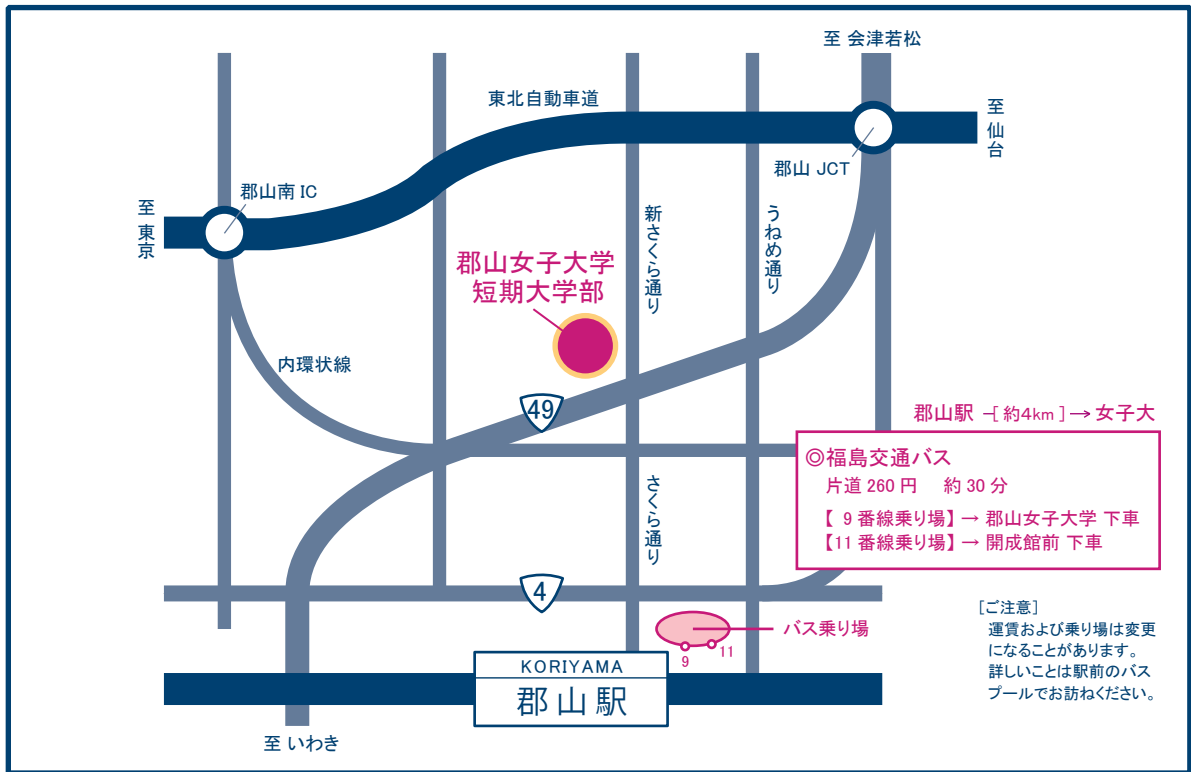 至 会津若松
東北自動車道
至 仙台
郡山 JCT
郡山南 IC
至 東京
新さくら通り
うねめ通り
郡山女子大学
短期大学部
内環状線
49
郡山駅 ─[ 約4km ]→ 女子大
◎福島交通バス
片道 260 円　約 30 分
【 9 番線乗り場】→ 郡山女子大学 下車
【11 番線乗り場】→ 開成館前 下車
さくら通り
4
[ご注意]
運賃および乗り場は変更
になることがあります。
詳しいことは駅前のバス
プールでお訪ねください。
バス乗り場
9
11
KORIYAMA
郡山駅
至 いわき